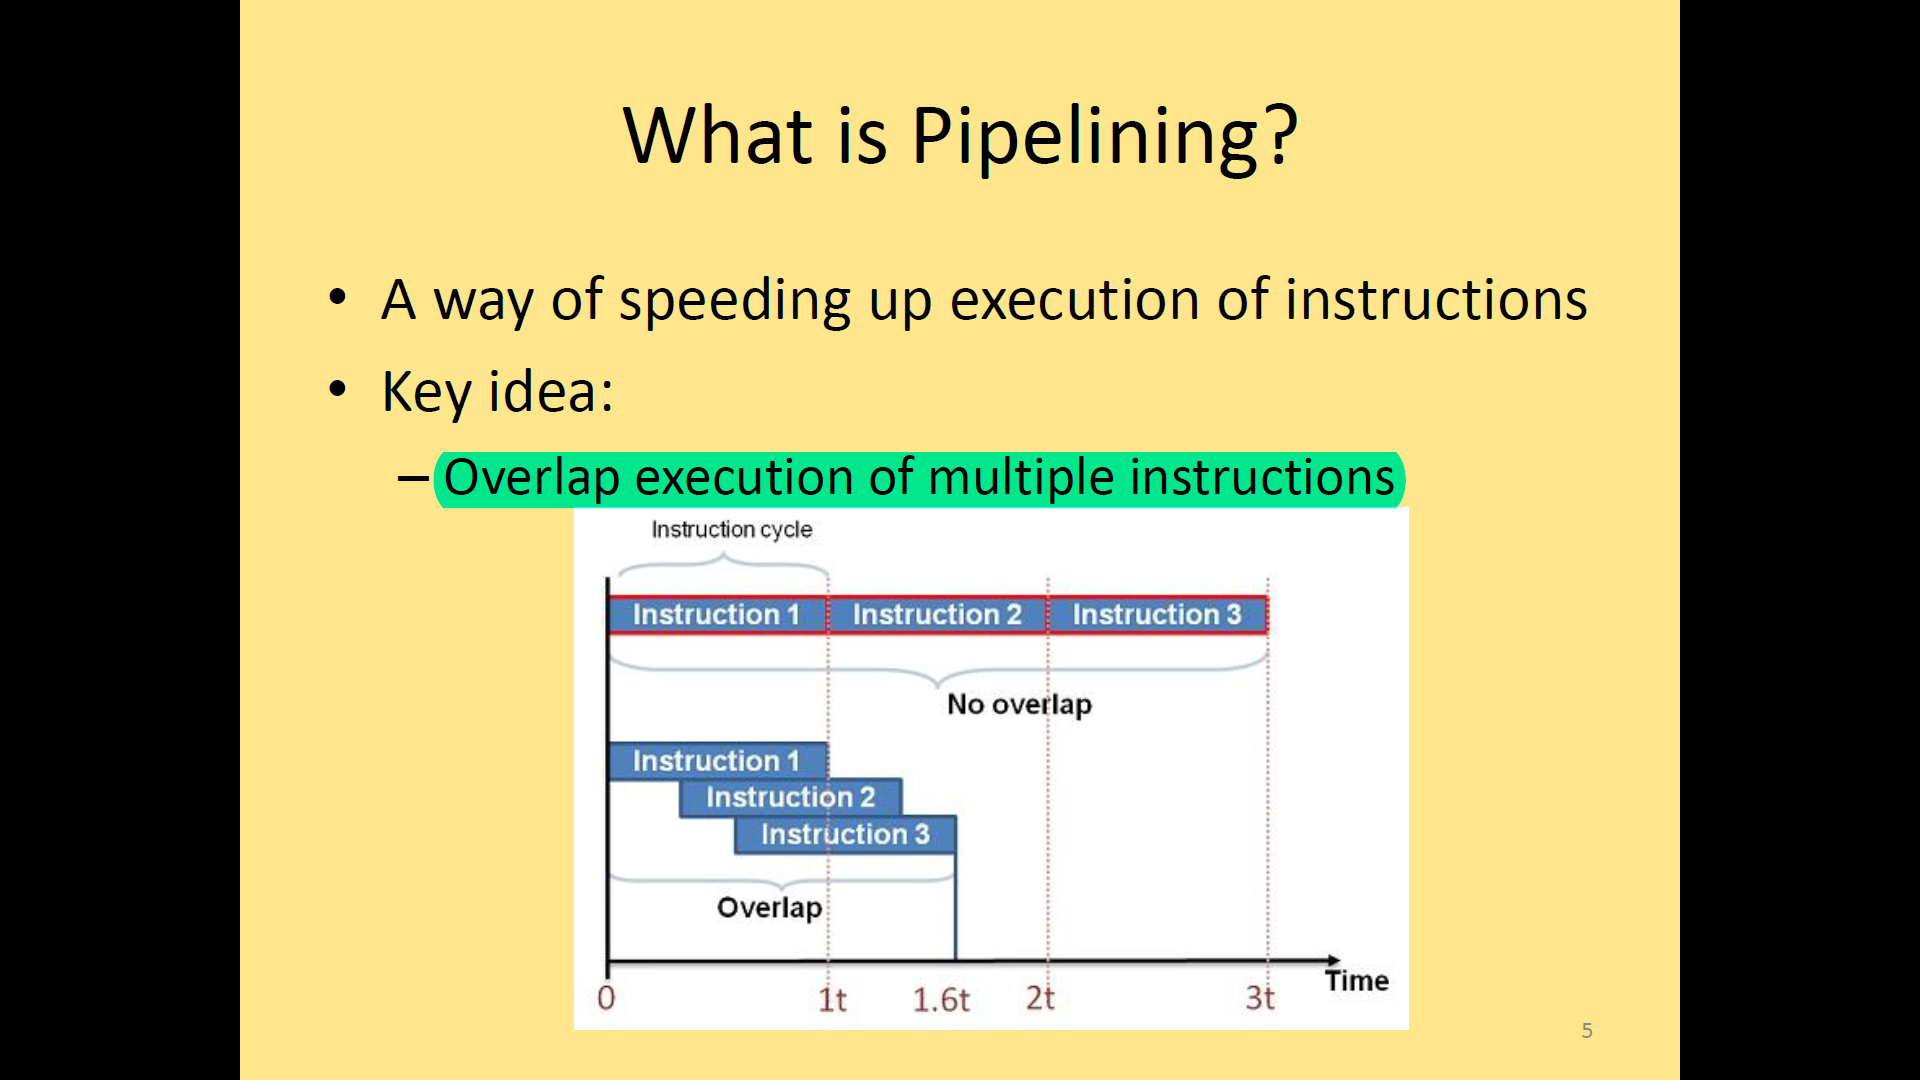 What is Pipelining?
• A way of speeding up execution of instructions
• Key idea:
– Overlap execution of multiple instructions
Instruction cycle
Instruction 1 Instruction 2 Instruction 3
No overlap
Instruction 1
Instruction 2
Instruction 3
Overlap
Time
0 1t 1.6t 2t 3t
5